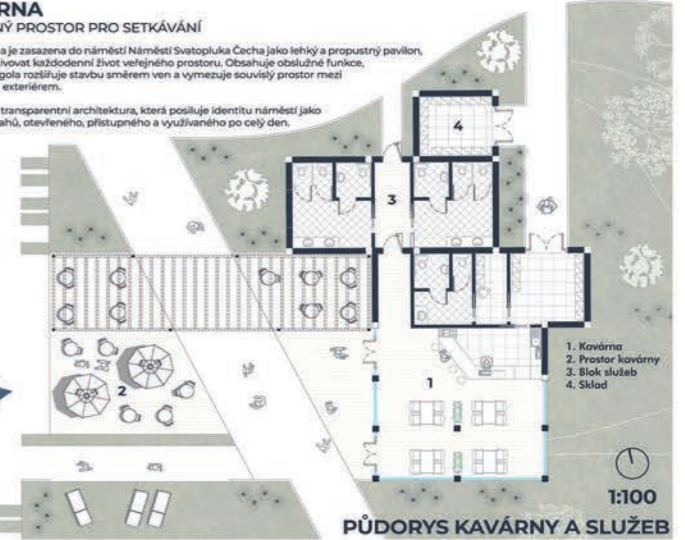 RNA
Ý PROSTOR PRO SETKÁVÁNÍ
a je zasazena do náměstí Náměstí Svatopluka Čecha jako lehký a propustný pavilon,
ivovat každodenní život veřejného prostoru. Obsahuje obslužné funkce,
gola rozšiřuje stavbu směrem ven a vymezuje souvislý prostor mezi
exteriérem.
transparentní architektura, která posiluje identitu náměstí jako
ahů, otevřeného, přístupného a využívaného po celý den.
4
3
1
2
1. Kavárna
2. Prostor kavárny
3. Blok služeb
4. Sklad
1:100
PŮDORYS KAVÁRNY A SLUŽEB